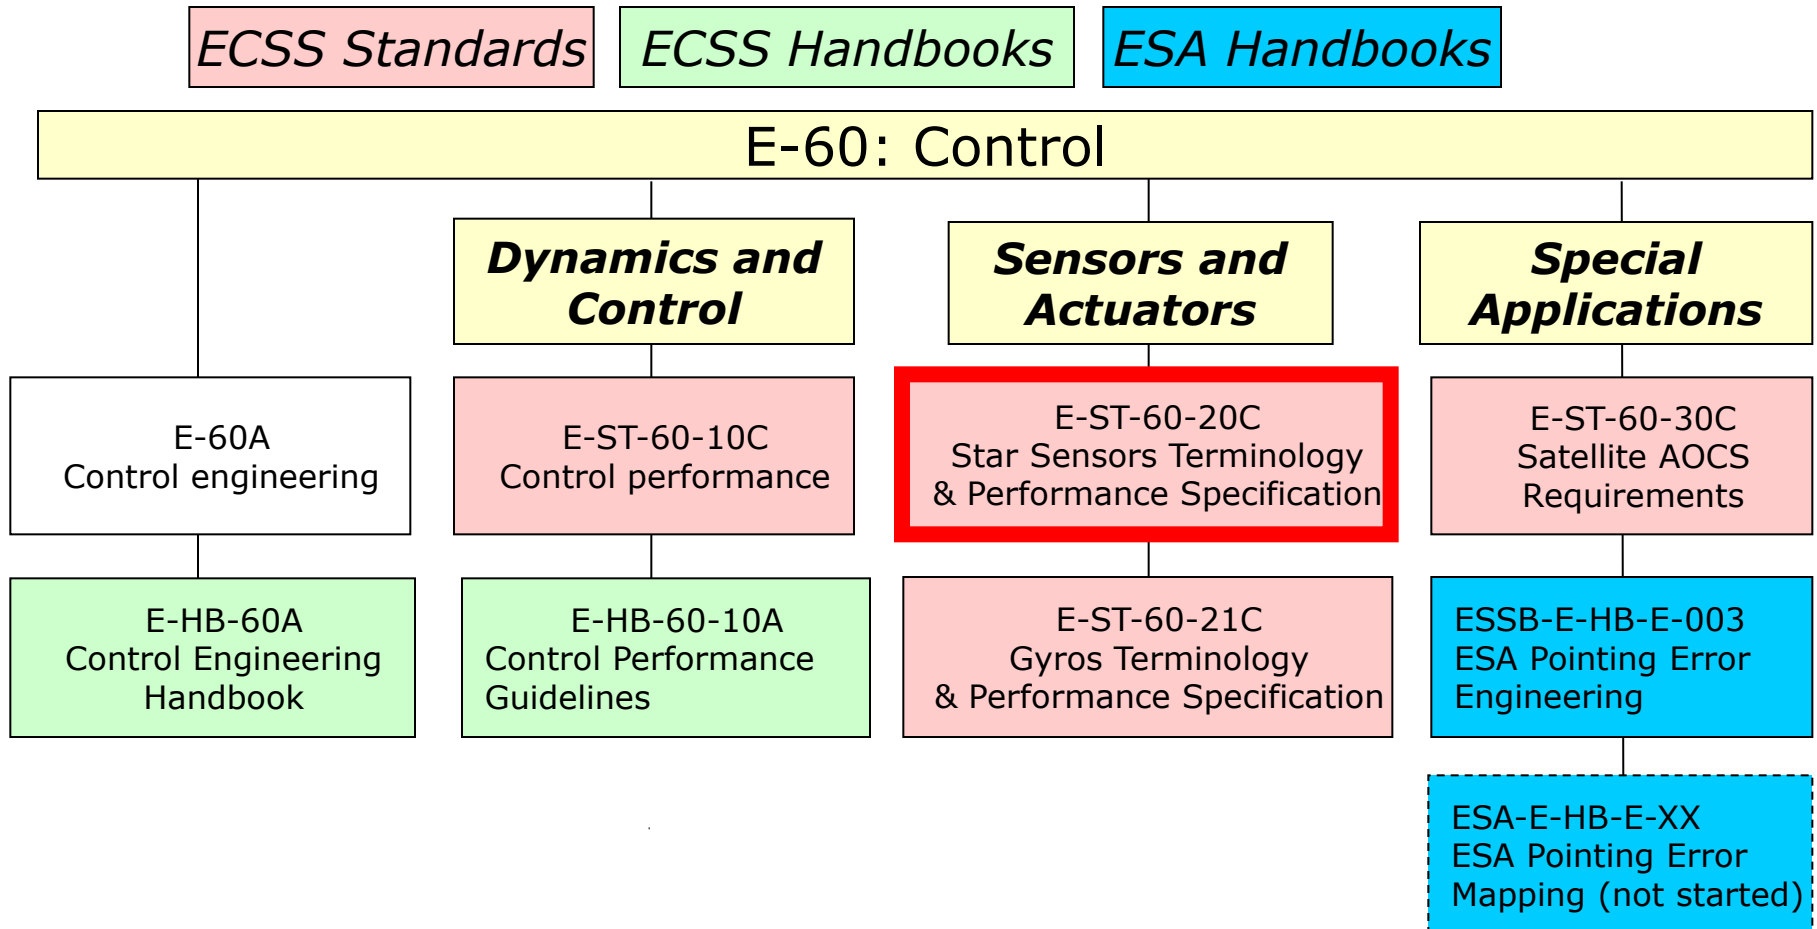 ECSS Standards
ECSS Handbooks
ESA Handbooks
E-60: Control
Dynamics and
Control
Sensors and
Actuators
Special
Applications
E-60A
Control engineering
E-ST-60-10C
Control performance
E-ST-60-20C
Star Sensors Terminology
& Performance Specification
E-ST-60-30C
Satellite AOCS
Requirements
E-HB-60A
Control Engineering
Handbook
E-HB-60-10A
Control Performance
Guidelines
E-ST-60-21C
Gyros Terminology
& Performance Specification
ESSB-E-HB-E-003
ESA Pointing Error
Engineering
ESA-E-HB-E-XX
ESA Pointing Error
Mapping (not started)